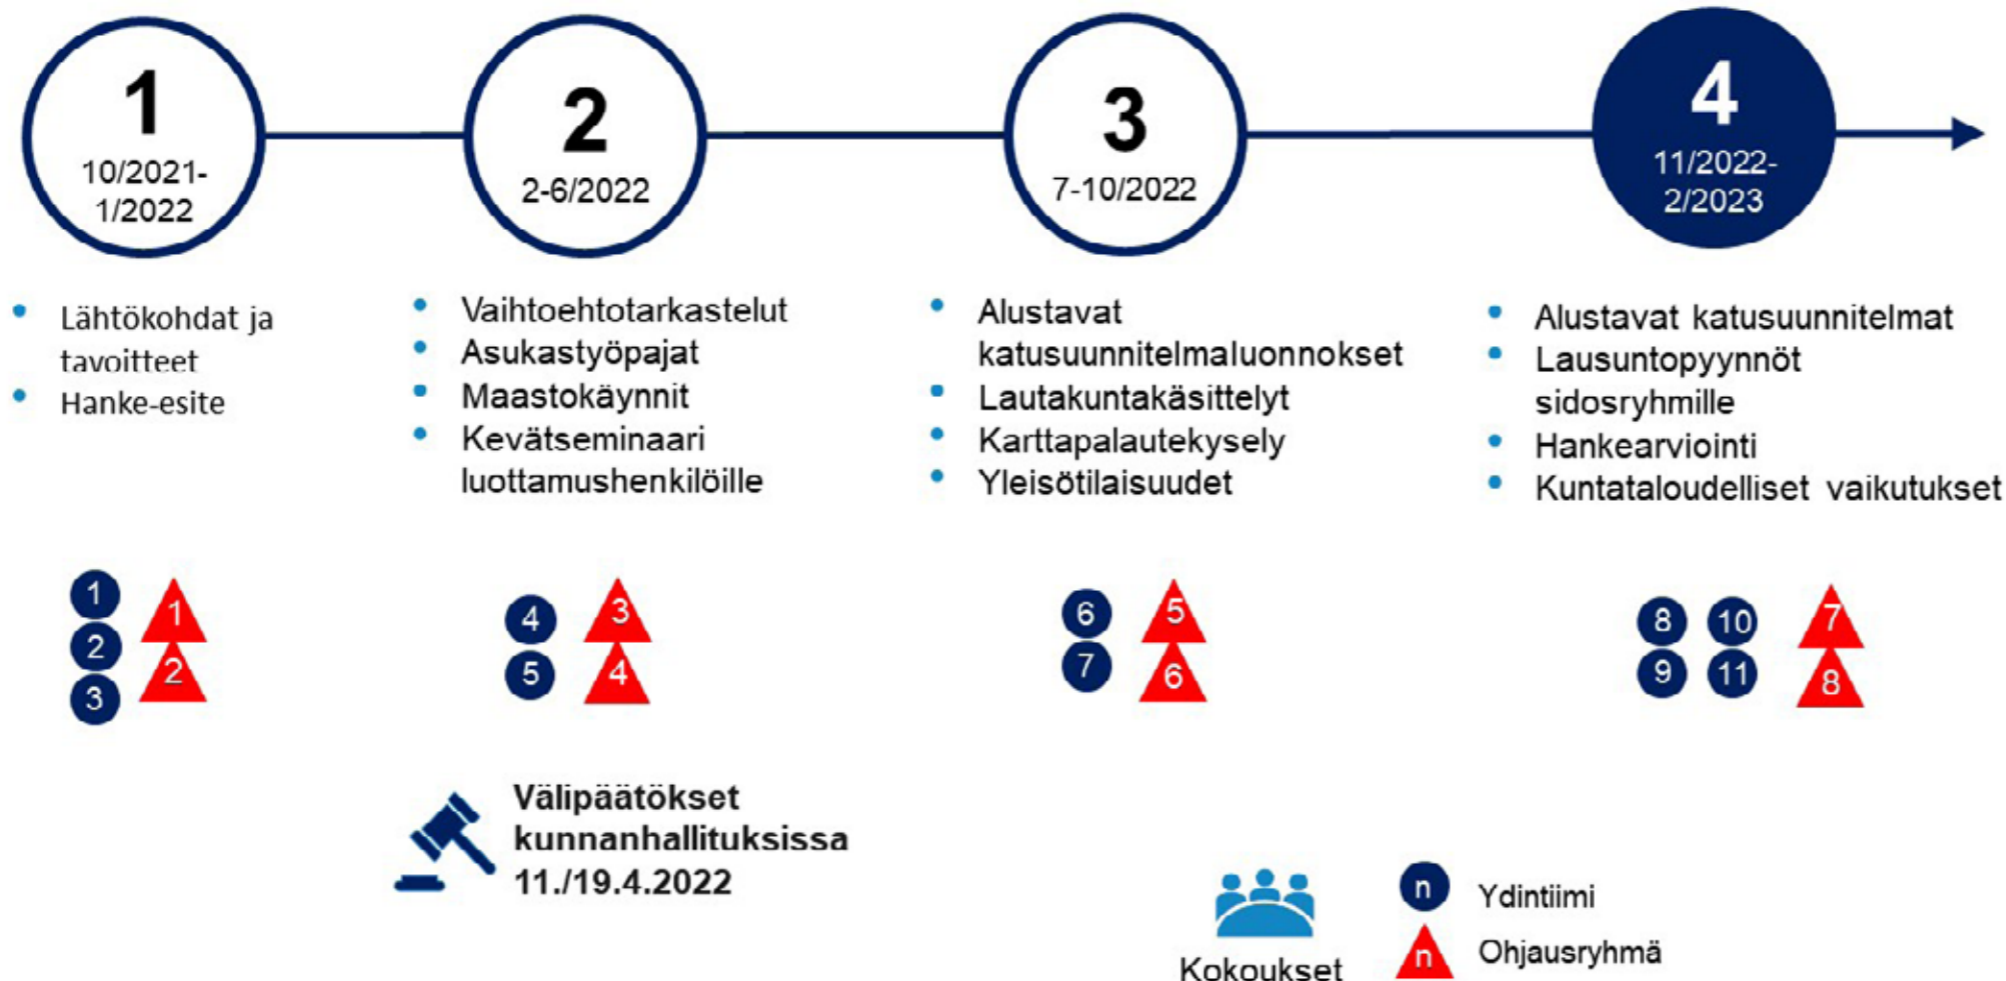 1
10/2021-
1/2022
2
2-6/2022
3
7-10/2022
4
11/2022-
2/2023
Lähtökohdat ja
tavoitteet
Hanke-esite
Vaihtoehtotarkastelut
Asukastyöpajat
Maastokäynnit
Kevätseminaari
luottamushenkilöille
Alustavat
katusuunnitelmaluonnokset
Lautakuntakäsittelyt
Karttapalautekysely
Yleisötilaisuudet
Alustavat katusuunnitelmat
Lausuntopyynnöt
sidosryhmille
Hankearviointi
Kuntataloudelliset vaikutukset
1
2
3
1
2
4
5
3
4
6
7
5
6
8 10
9 11
7
8
Välipäätökset
kunnanhallituksissa
11./19.4.2022
Kokoukset
n Ydintiimi
n Ohjausryhmä